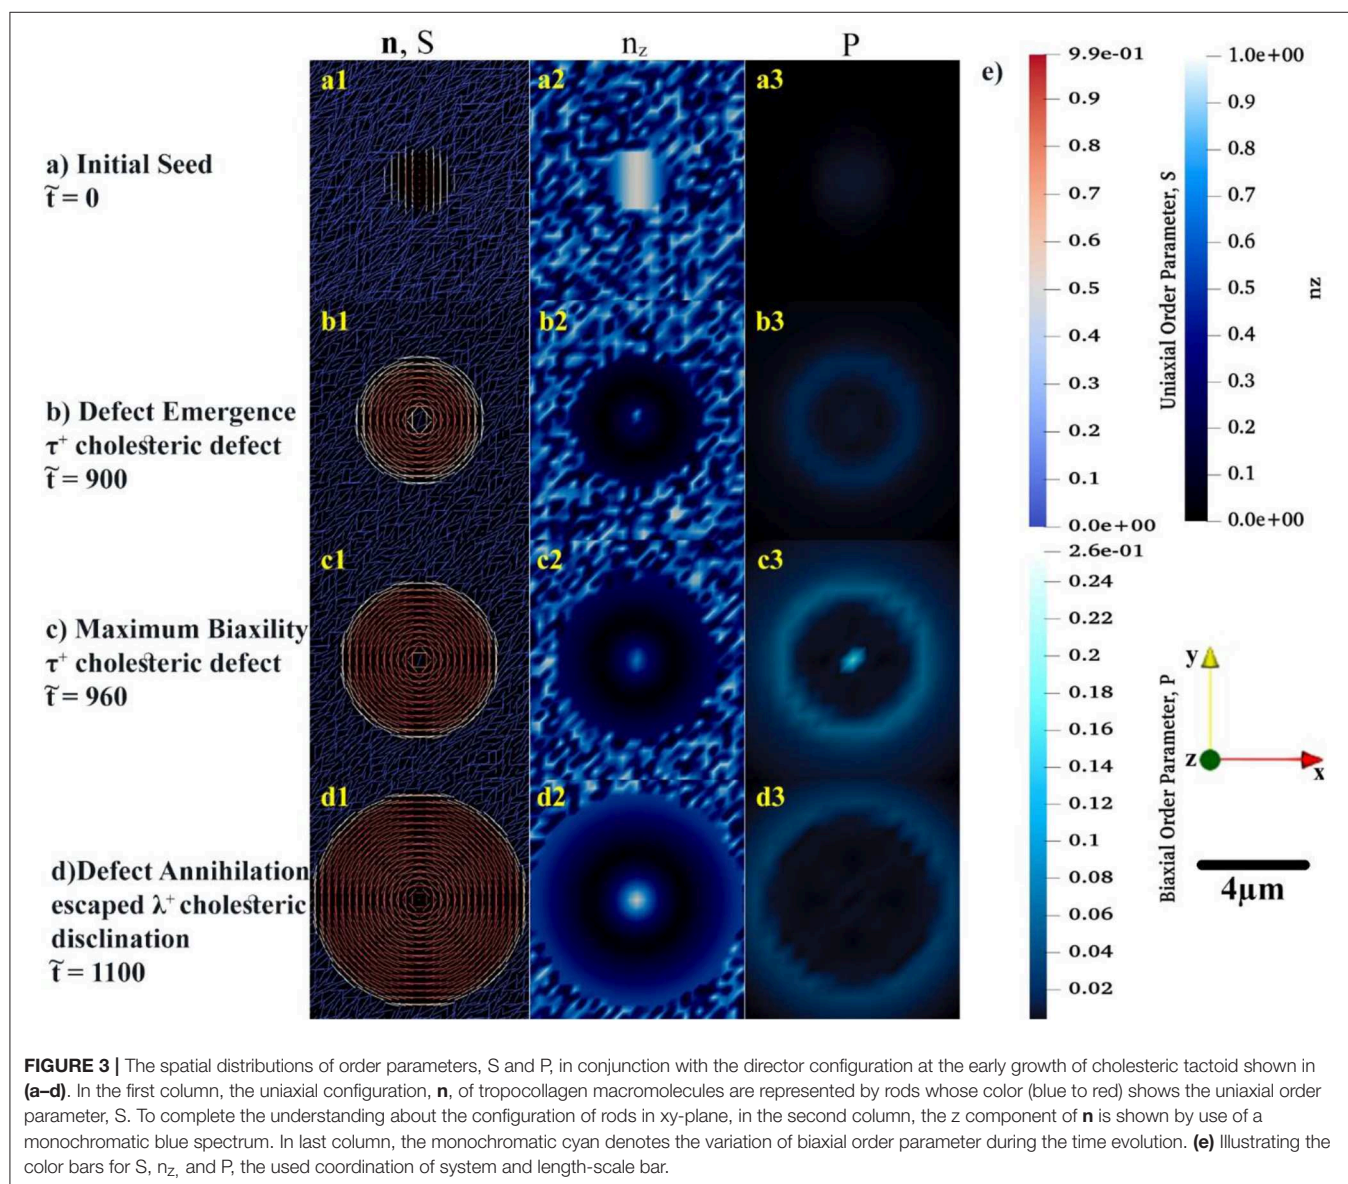 n, S
n_z
P
a1
a2
a3
e)
a) Initial Seed
t̃ = 0
b1
b2
b3
b) Defect Emergence
τ⁺ cholesteric defect
t̃ = 900
c1
c2
c3
c) Maximum Biaxility
τ⁺ cholesteric defect
t̃ = 960
d1
d2
d3
d)Defect Annihilation
escaped λ⁺ cholesteric
disclination
t̃ = 1100
9.9e-01
0.9
0.8
0.7
0.6
0.5
0.4
0.3
0.2
0.1
0.0e+00
Uniaxial Order Parameter, S
1.0e+00
0.9
0.8
0.7
0.6
0.5
0.4
0.3
0.2
0.1
0.0e+00
nz
2.6e-01
0.24
0.22
0.2
0.18
0.16
0.14
0.12
0.1
0.08
0.06
0.04
0.02
Biaxial Order Parameter, P
y
z
x
4μm
FIGURE 3 | The spatial distributions of order parameters, S and P, in conjunction with the director configuration at the early growth of cholesteric tactoid shown in
(a–d). In the first column, the uniaxial configuration, n, of tropocollagen macromolecules are represented by rods whose color (blue to red) shows the uniaxial order
parameter, S. To complete the understanding about the configuration of rods in xy-plane, in the second column, the z component of n is shown by use of a
monochromatic blue spectrum. In last column, the monochromatic cyan denotes the variation of biaxial order parameter during the time evolution. (e) Illustrating the
color bars for S, n_z, and P, the used coordination of system and length-scale bar.